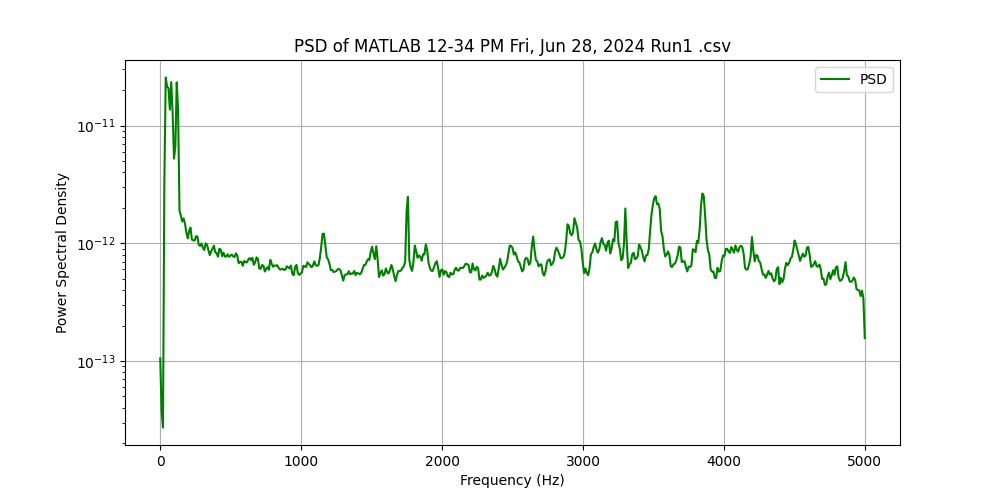 PSD of MATLAB 12-34 PM Fri, Jun 28, 2024 Run1 .csv
PSD
Power Spectral Density
10⁻¹¹
10⁻¹²
10⁻¹³
0 1000 2000 3000 4000 5000
Frequency (Hz)